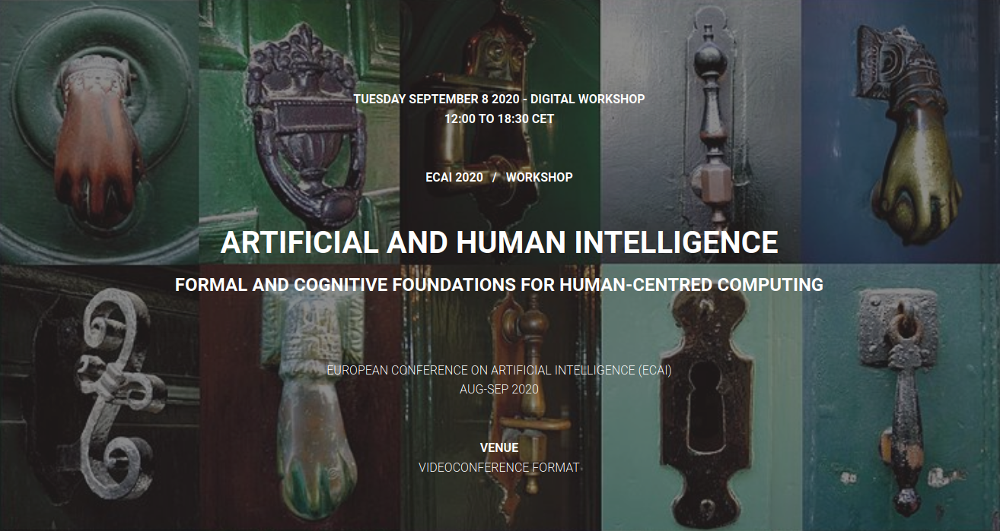 TUESDAY SEPTEMBER 8 2020 - DIGITAL WORKSHOP
12:00 TO 18:30 CET
ECAI 2020 / WORKSHOP
ARTIFICIAL AND HUMAN INTELLIGENCE
FORMAL AND COGNITIVE FOUNDATIONS FOR HUMAN-CENTRED COMPUTING
EUROPEAN CONFERENCE ON ARTIFICIAL INTELLIGENCE (ECAI)
AUG-SEP 2020
VENUE
VIDEOCONFERENCE FORMAT